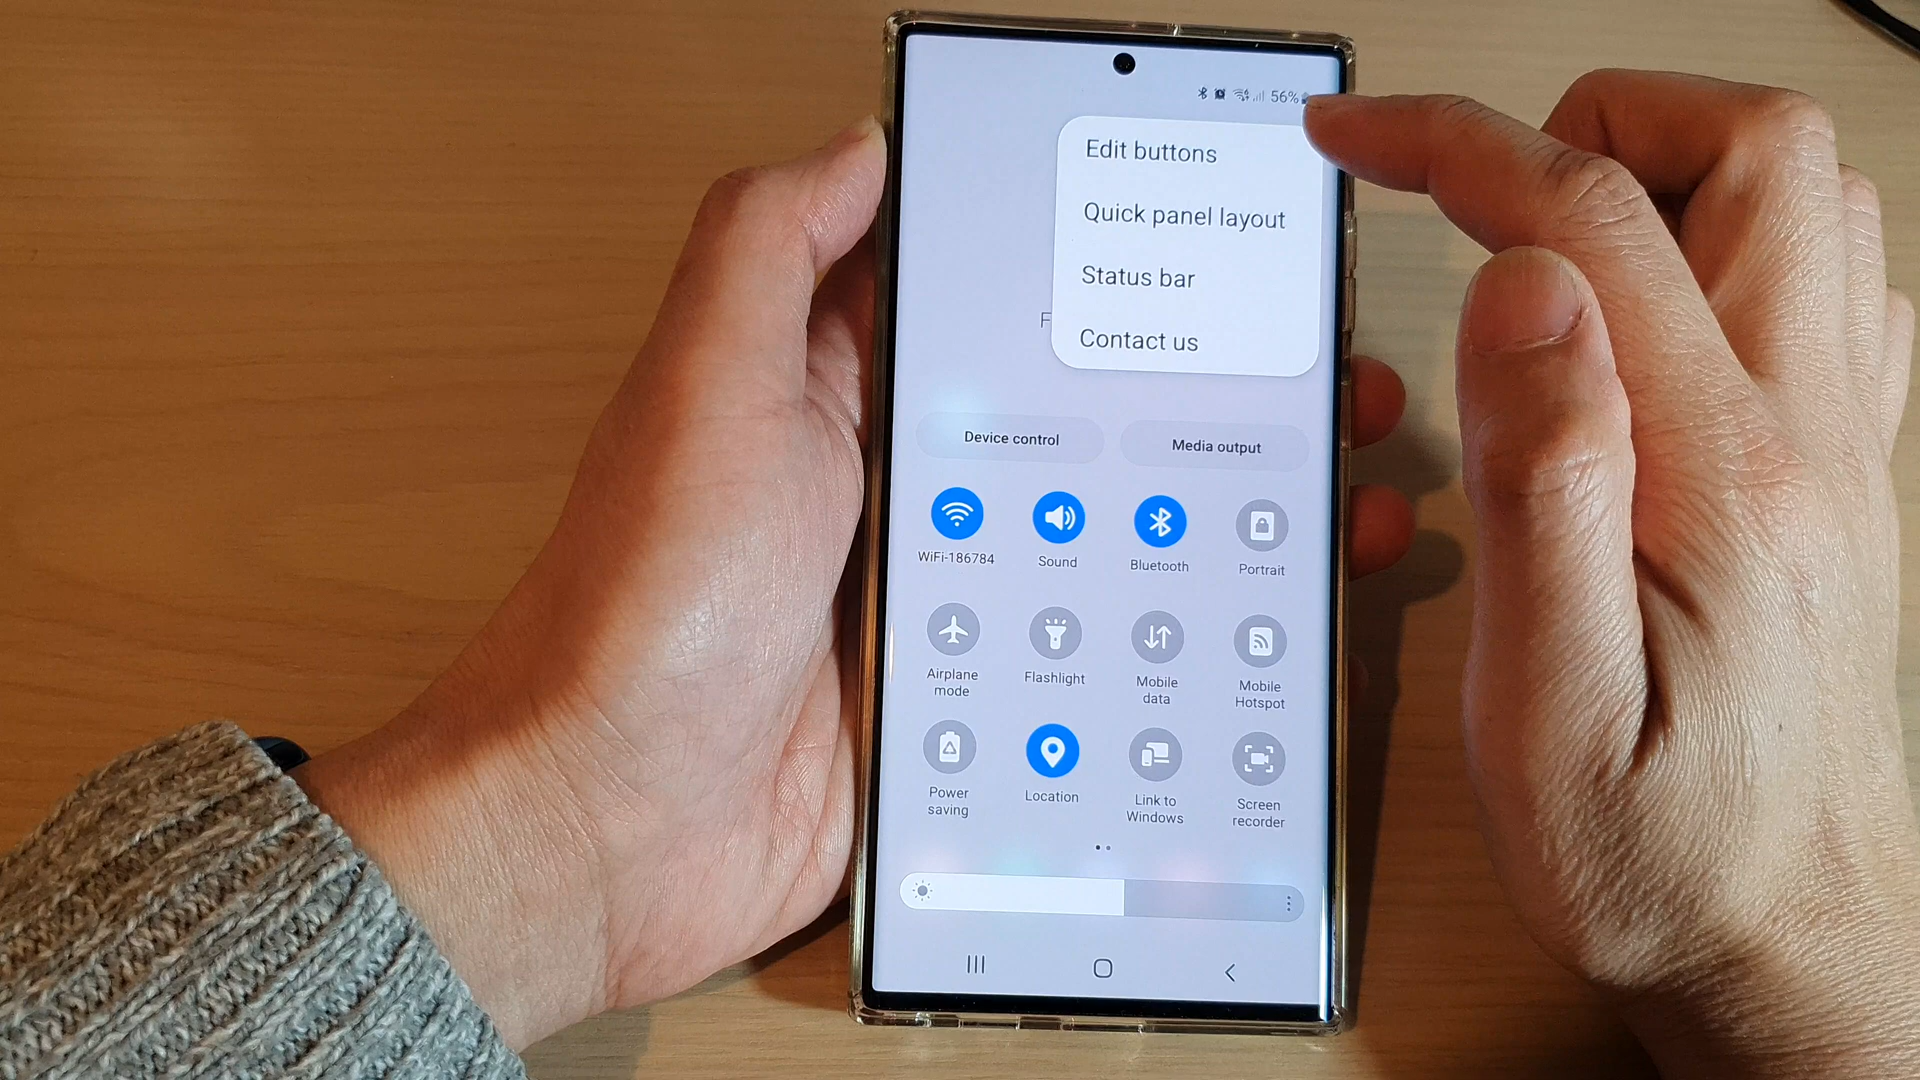 56%
Edit buttons
Quick panel layout
Status bar
F
Contact us
Device control
Media output
WiFi-186784
Sound
Bluetooth
Portrait
Airplane
mode
Flashlight
Mobile
data
Mobile
Hotspot
Power
saving
Location
Link to
Windows
Screen
recorder